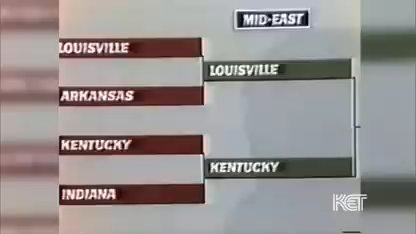 MID-EAST
LOUISVILLE
LOUISVILLE
ARKANSAS
KENTUCKY
KENTUCKY
INDIANA
KET